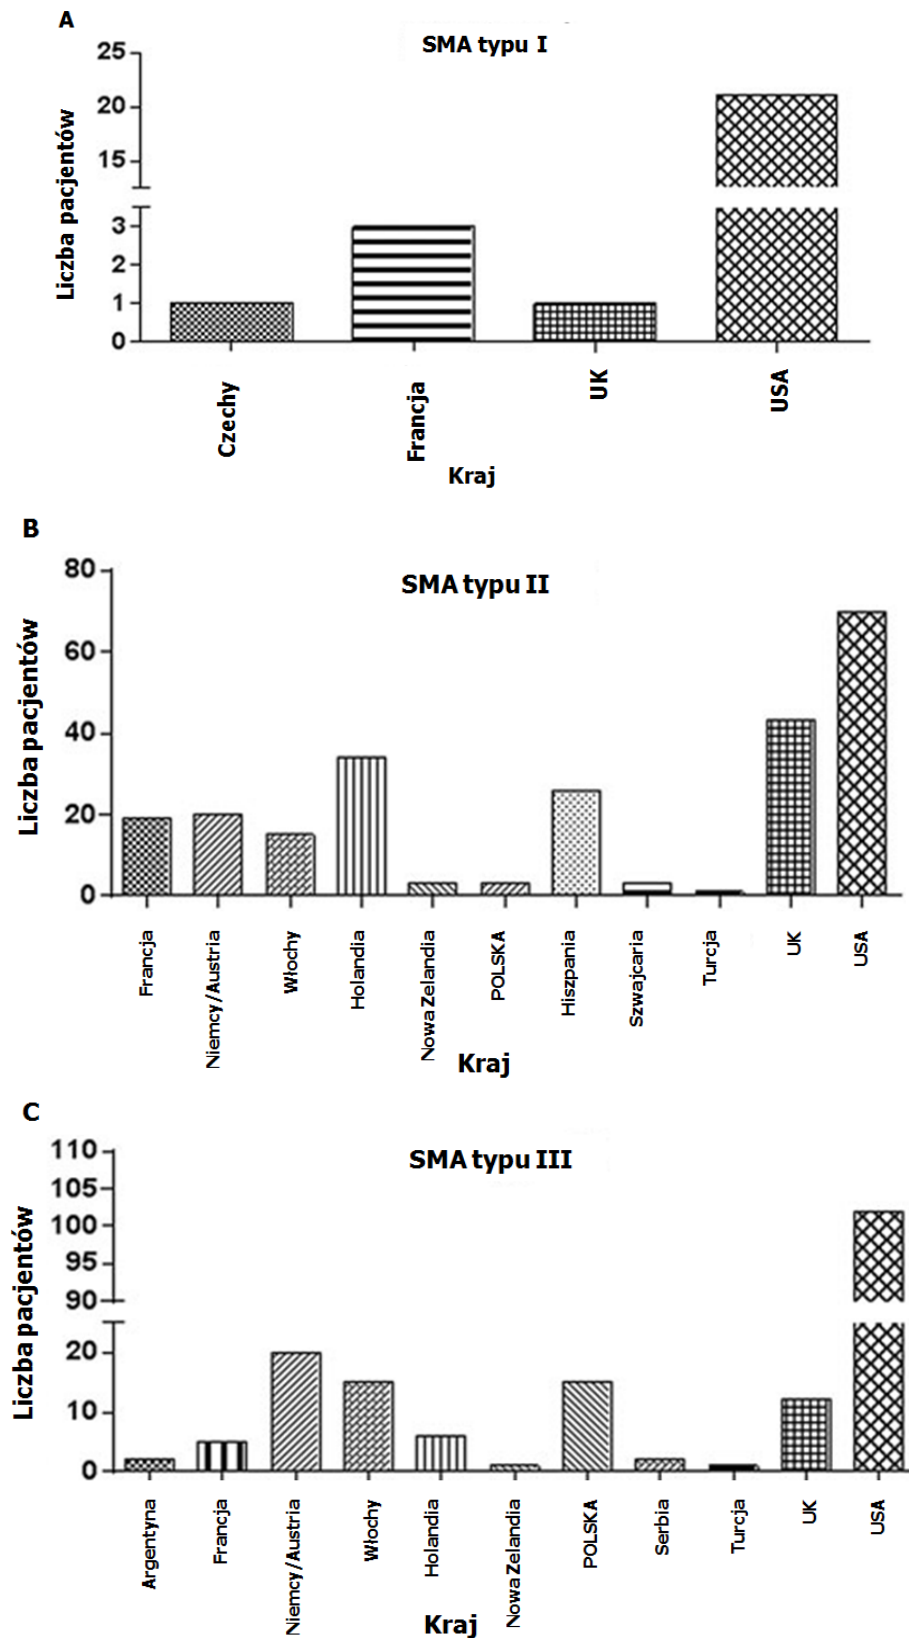 A
SMA typu I
Liczba pacjentów
25
20
15
3
2
1
0
Czechy
Francja
UK
USA
Kraj
B
SMA typu II
Liczba pacjentów
80
60
40
20
0
Francja
Niemcy/Austria
Włochy
Holandia
Nowa Zelandia
POLSKA
Hiszpania
Szwajcaria
Turcja
UK
USA
Kraj
C
SMA typu III
Liczba pacjentów
110
105
100
95
90
20
10
0
Argentyna
Francja
Niemcy/Austria
Włochy
Holandia
Nowa Zelandia
POLSKA
Serbia
Turcja
UK
USA
Kraj